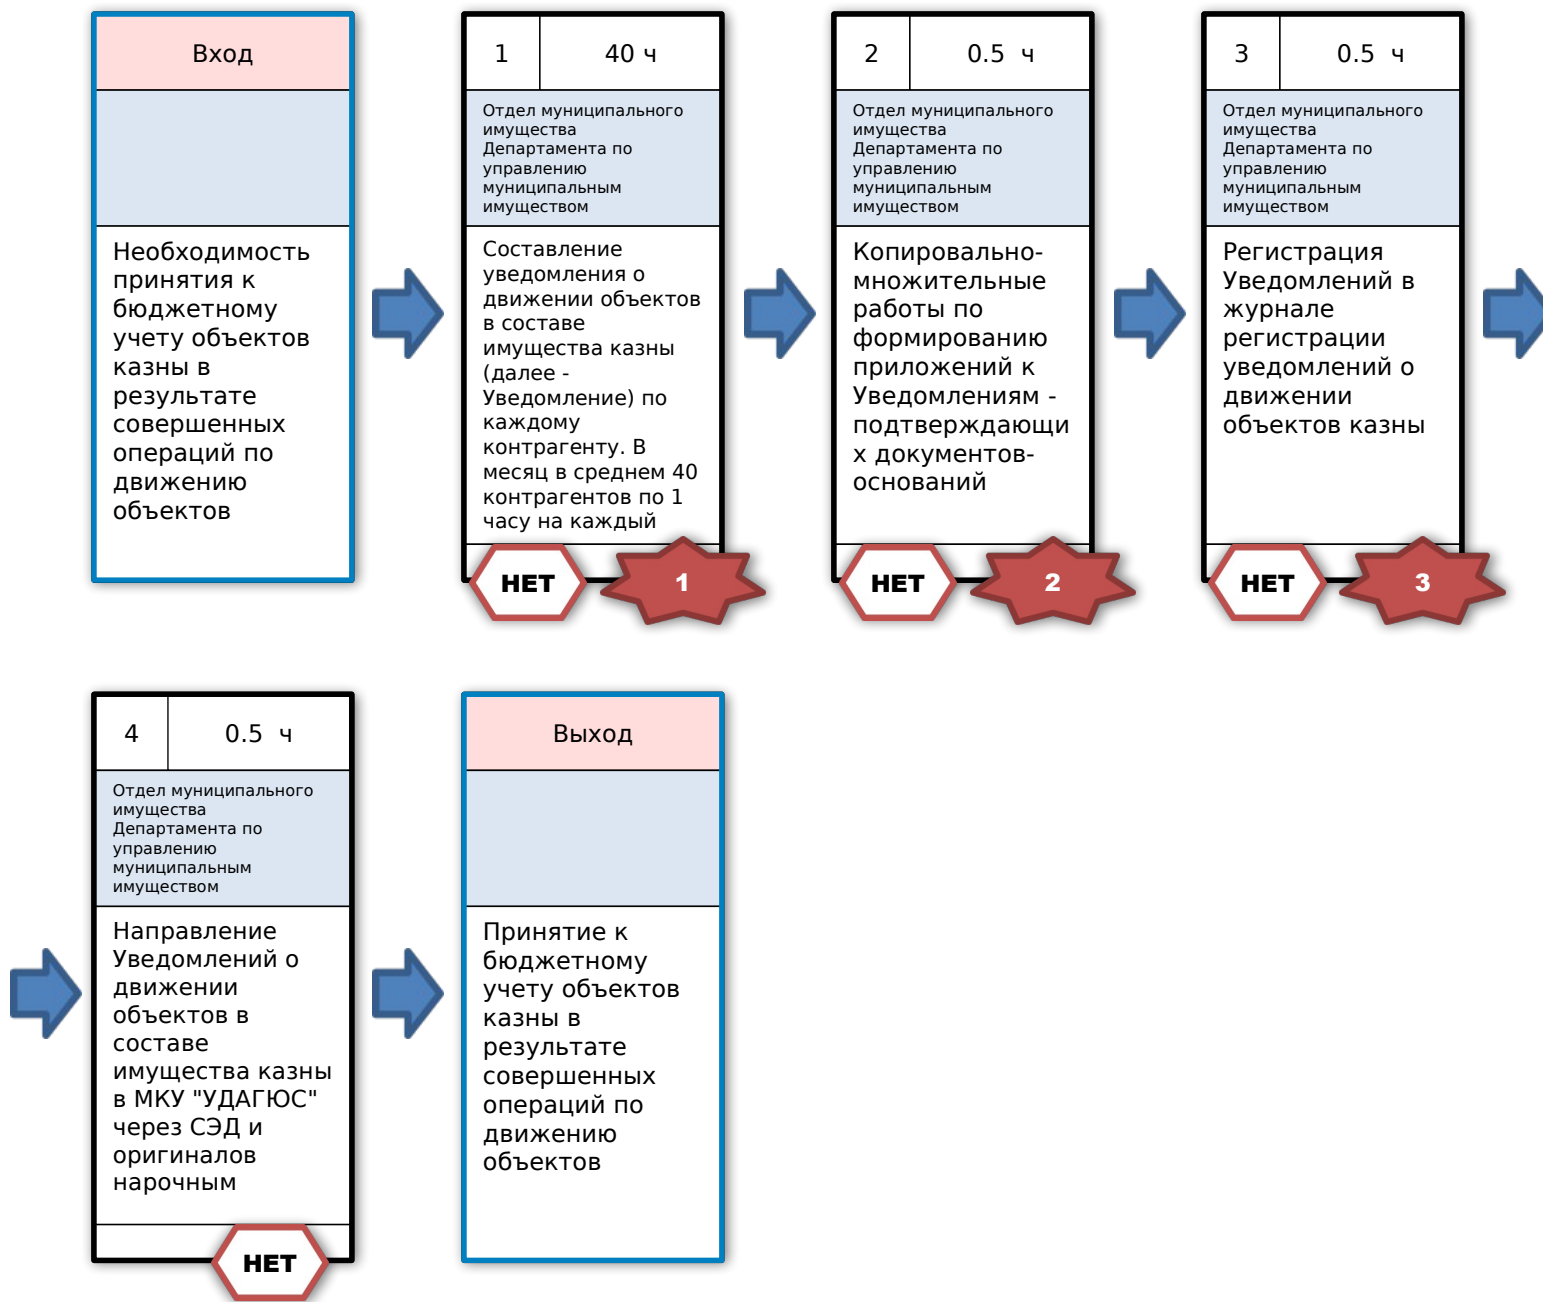 Вход
Необходимость
принятия к
бюджетному
учету объектов
казны в
результате
совершенных
операций по
движению
объектов
1
40 ч
Отдел муниципального
имущества
Департамента по
управлению
муниципальным
имуществом
Составление
уведомления о
движении объектов
в составе
имущества казны
(далее -
Уведомление) по
каждому
контрагенту. В
месяц в среднем 40
контрагентов по 1
часу на каждый
НЕТ
1
2
0.5 ч
Отдел муниципального
имущества
Департамента по
управлению
муниципальным
имуществом
Копировально-
множительные
работы по
формированию
приложений к
Уведомлениям -
подтверждающи
х документов-
оснований
НЕТ
2
3
0.5 ч
Отдел муниципального
имущества
Департамента по
управлению
муниципальным
имуществом
Регистрация
Уведомлений в
журнале
регистрации
уведомлений о
движении
объектов казны
НЕТ
3
4
0.5 ч
Отдел муниципального
имущества
Департамента по
управлению
муниципальным
имуществом
Направление
Уведомлений о
движении
объектов в
составе
имущества казны
в МКУ "УДАГЮС"
через СЭД и
оригиналов
нарочным
НЕТ
Выход
Принятие к
бюджетному
учету объектов
казны в
результате
совершенных
операций по
движению
объектов